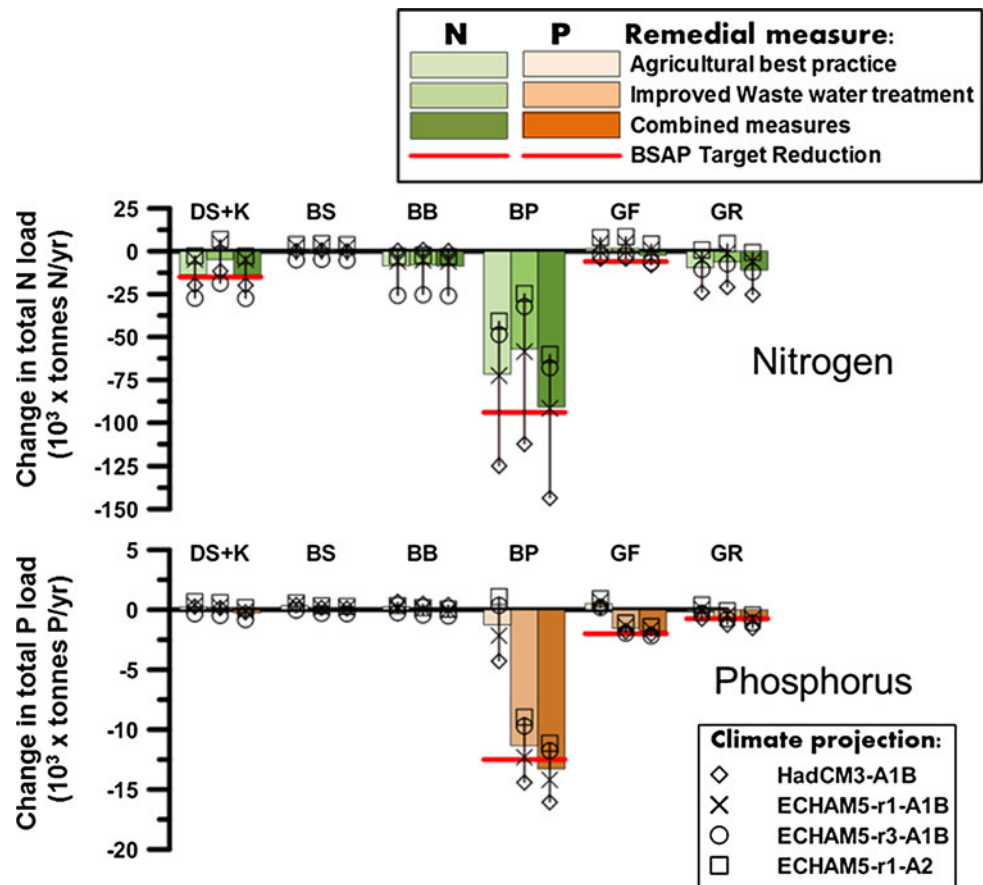 N P Remedial measure:
Agricultural best practice
Improved Waste water treatment
Combined measures
BSAP Target Reduction
Change in total N load
(10³ x tonnes N/yr)
25
0
-25
-50
-75
-100
-125
-150
DS+K BS BB BP GF GR
Nitrogen
Change in total P load
(10³ x tonnes P/yr)
5
0
-5
-10
-15
-20
DS+K BS BB BP GF GR
Phosphorus
Climate projection:
HadCM3-A1B
ECHAM5-r1-A1B
ECHAM5-r3-A1B
ECHAM5-r1-A2